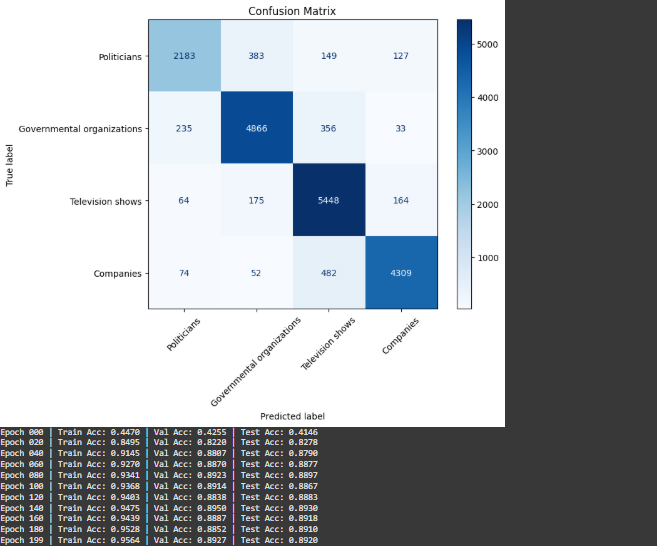 Confusion Matrix
Politicians 2183 383 149 127
Governmental organizations 235 4866 356 33
Television shows 64 175 5448 164
Companies 74 52 482 4309
True label
Politicians
Governmental organizations
Television shows
Companies
Predicted label
5000
4000
3000
2000
1000
Epoch 000 | Train Acc: 0.4470 | Val Acc: 0.4255 | Test Acc: 0.4146
Epoch 020 | Train Acc: 0.8495 | Val Acc: 0.8220 | Test Acc: 0.8278
Epoch 040 | Train Acc: 0.9145 | Val Acc: 0.8807 | Test Acc: 0.8790
Epoch 060 | Train Acc: 0.9270 | Val Acc: 0.8870 | Test Acc: 0.8877
Epoch 080 | Train Acc: 0.9341 | Val Acc: 0.8923 | Test Acc: 0.8897
Epoch 100 | Train Acc: 0.9368 | Val Acc: 0.8914 | Test Acc: 0.8867
Epoch 120 | Train Acc: 0.9403 | Val Acc: 0.8838 | Test Acc: 0.8883
Epoch 140 | Train Acc: 0.9475 | Val Acc: 0.8950 | Test Acc: 0.8930
Epoch 160 | Train Acc: 0.9439 | Val Acc: 0.8887 | Test Acc: 0.8918
Epoch 180 | Train Acc: 0.9528 | Val Acc: 0.8852 | Test Acc: 0.8910
Epoch 199 | Train Acc: 0.9564 | Val Acc: 0.8927 | Test Acc: 0.8920